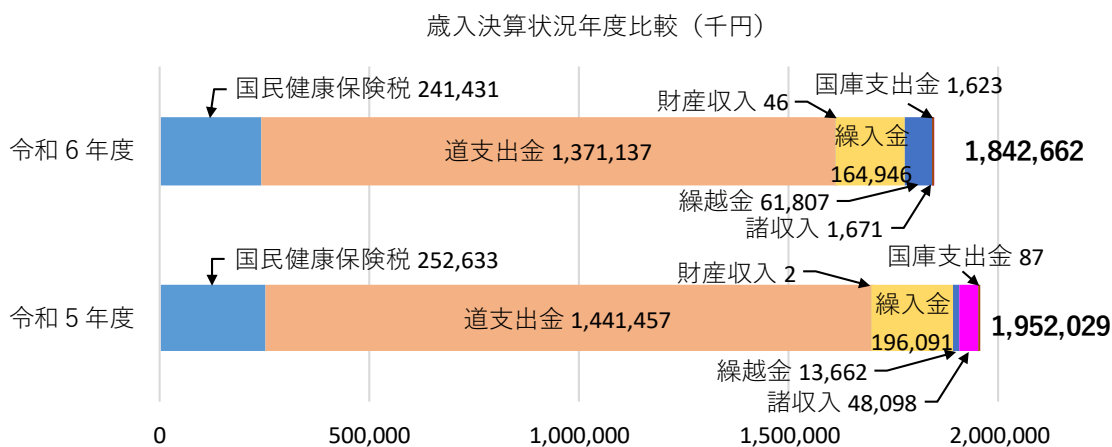 歳入決算状況年度比較（千円）
国民健康保険税 241,431
国庫支出金 1,623
財産収入 46
令和６年度
道支出金 1,371,137
繰入金
164,946
1,842,662
繰越金 61,807
諸収入 1,671
国民健康保険税 252,633
国庫支出金 87
財産収入 2
令和５年度
道支出金 1,441,457
繰入金
196,091
1,952,029
繰越金 13,662
諸収入 48,098
0 500,000 1,000,000 1,500,000 2,000,000